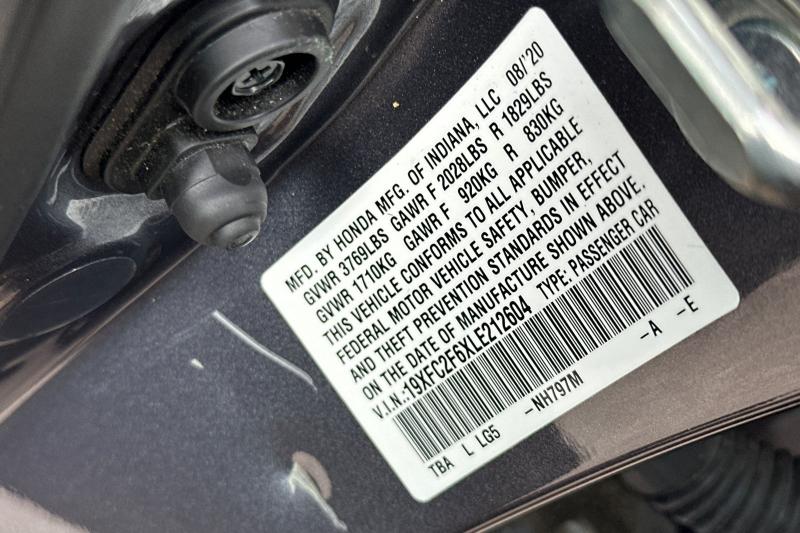 MFD. BY HONDA MFG. OF INDIANA, LLC 08/'20
GVWR 3769LBS GAWR F 2028LBS R 1829LBS
GVWR 1710KG GAWR F 920KG R 830KG
THIS VEHICLE CONFORMS TO ALL APPLICABLE
FEDERAL MOTOR VEHICLE SAFETY, BUMPER,
AND THEFT PREVENTION STANDARDS IN EFFECT
ON THE DATE OF MANUFACTURE SHOWN ABOVE.
V.I.N.:19XFC2F6XLE212604 TYPE: PASSENGER CAR
TBA L LG5 -NH797M -A -E